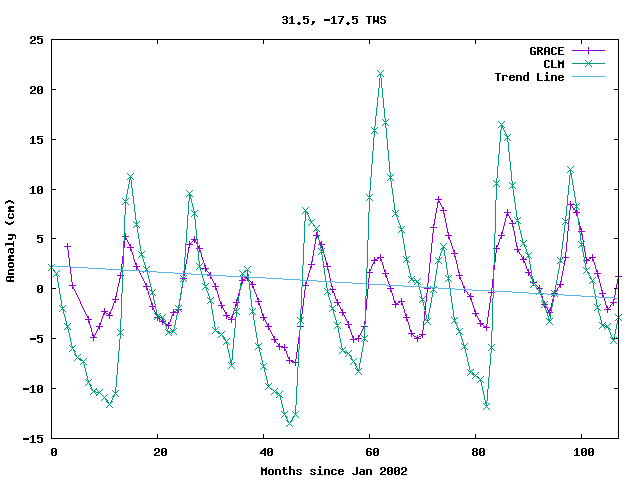 31.5, -17.5 TWS
GRACE
CLM
Trend Line
Anomaly (cm)
25
20
15
10
5
0
-5
-10
-15
0 20 40 60 80 100
Months since Jan 2002